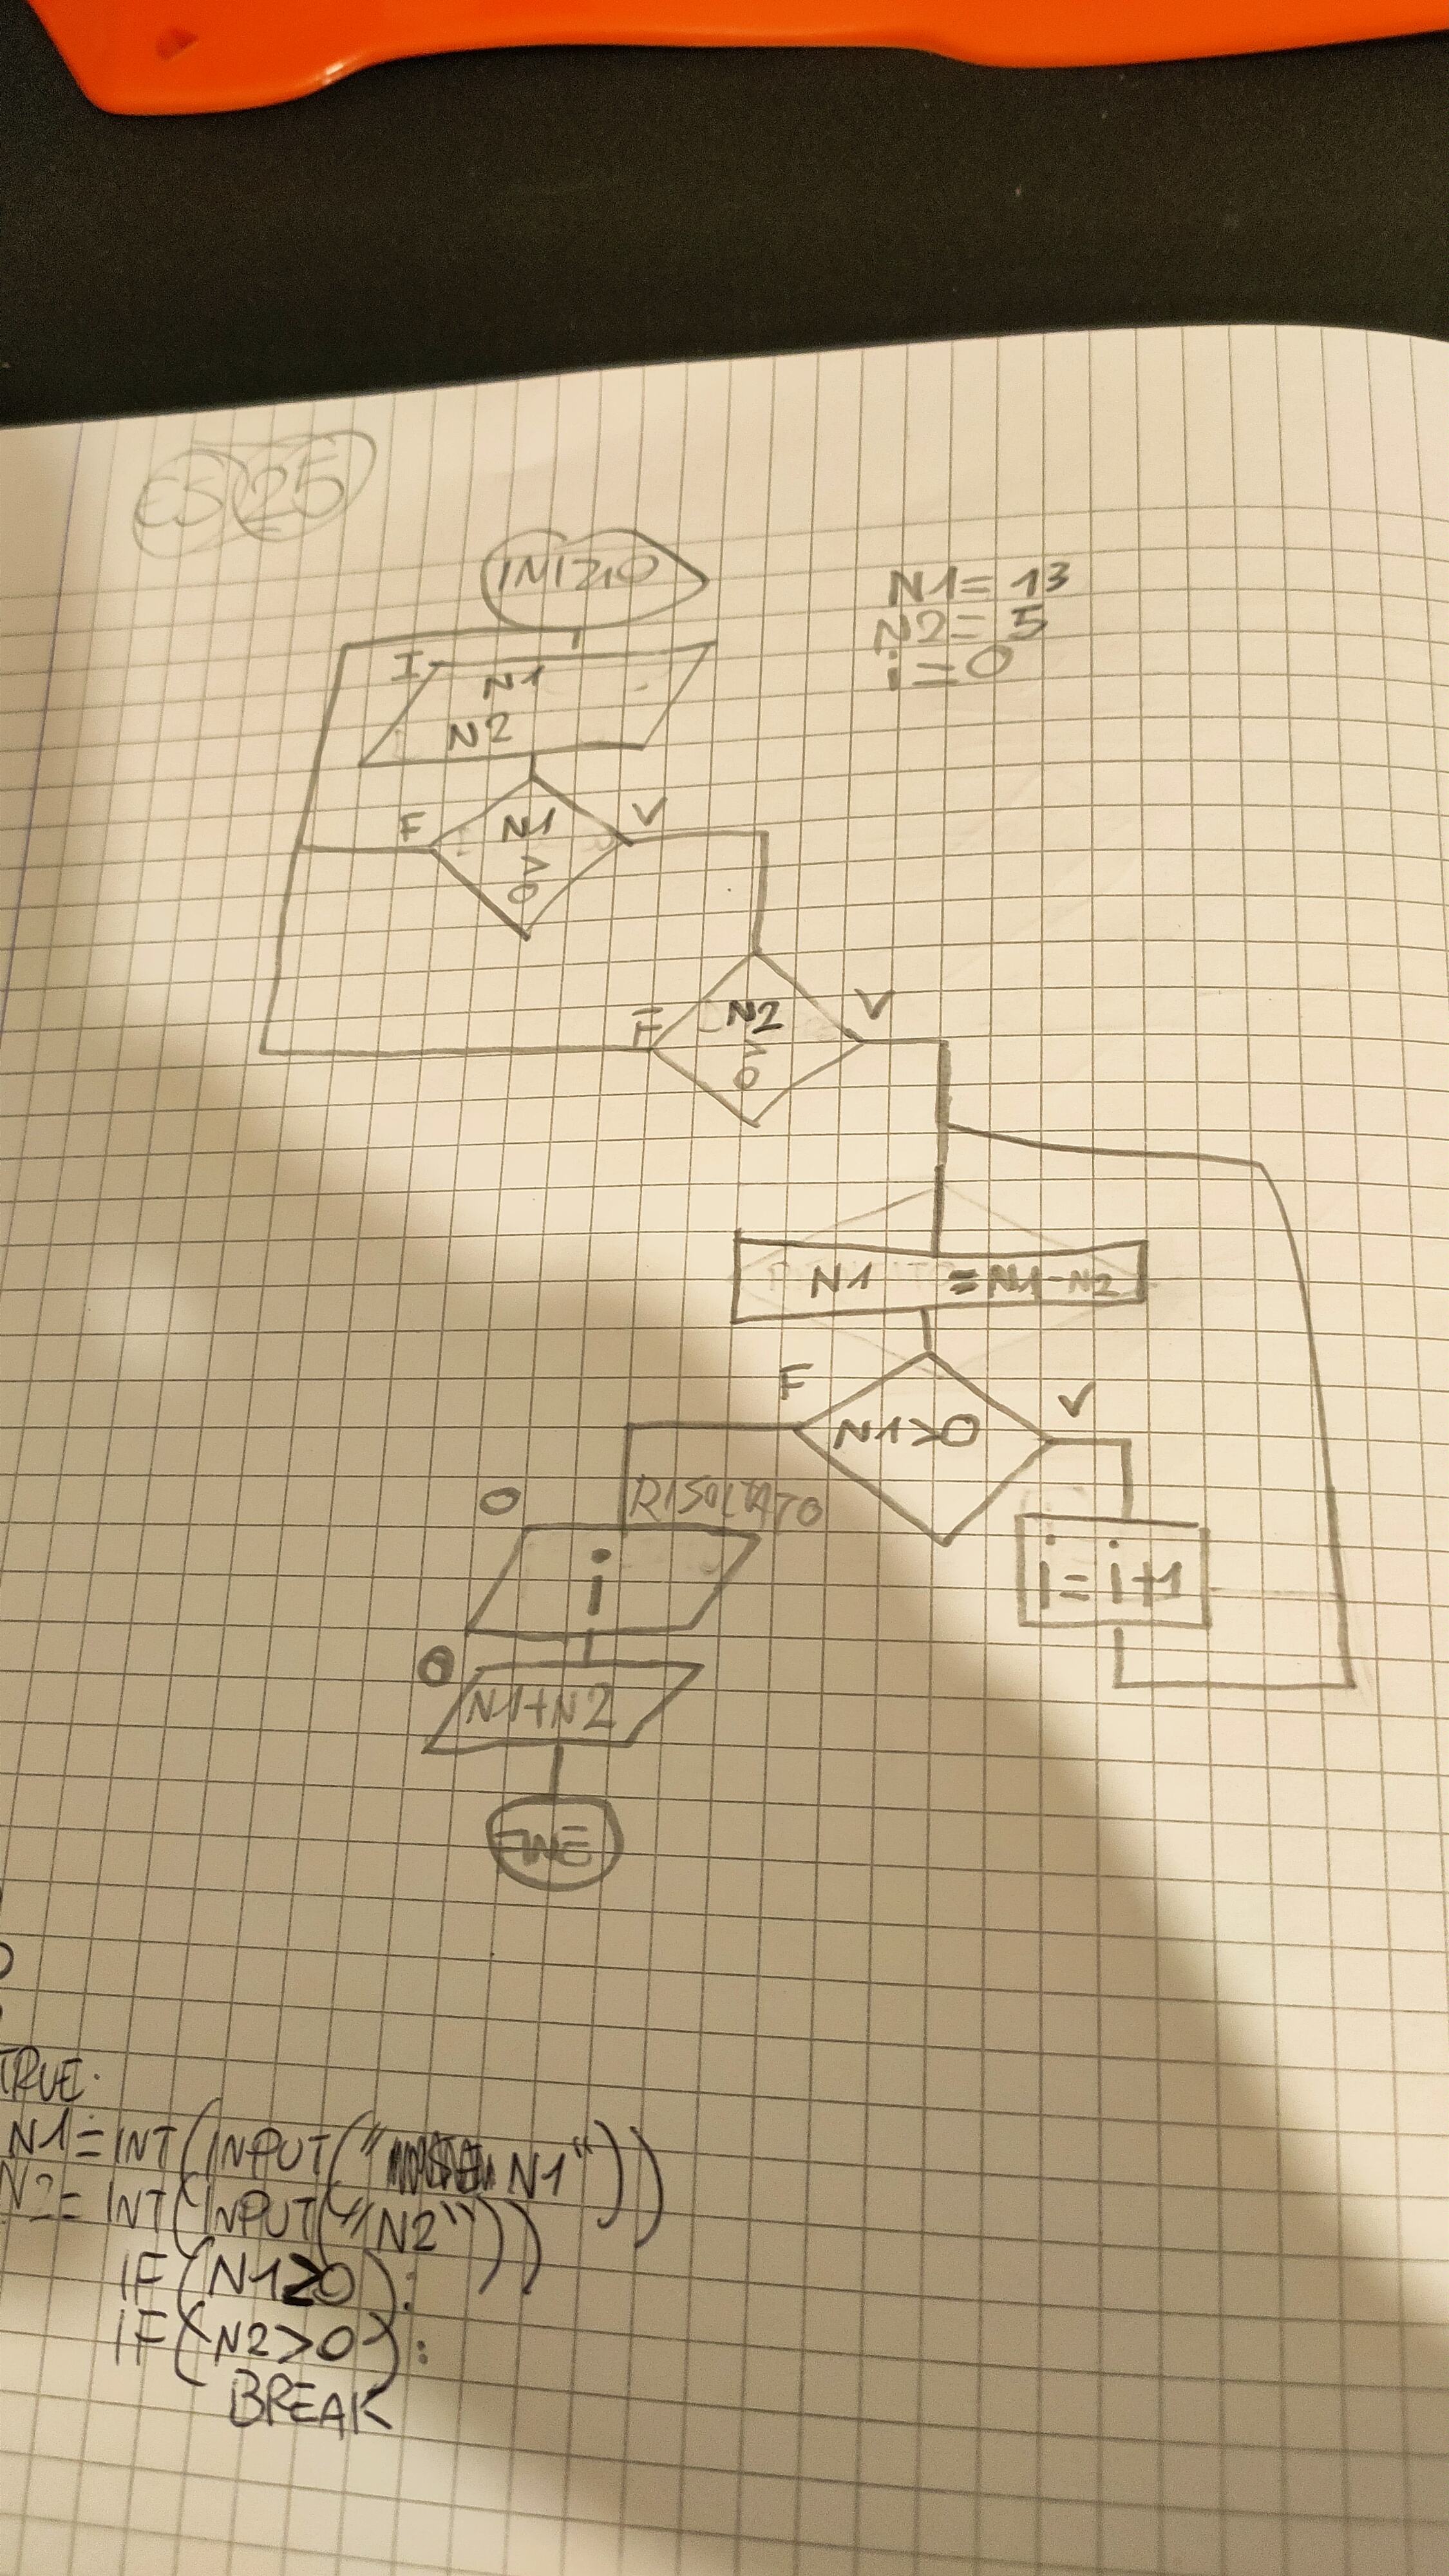 ES 25
INIZIO
N1 = 13
N2 = 5
i = 0
I
N1
N2
F
V
N1
>
0
F
V
N2
>
0
N1 = N1-N2
F
V
N1>0
O
RISOLTATO
i
i = i+1
O
N1+N2
FINE
TRUE:
N1 = INT(INPUT(" N1"))
N2 = INT(INPUT("N2"))
IF(N1≥0):
IF(N2>0):
BREAK